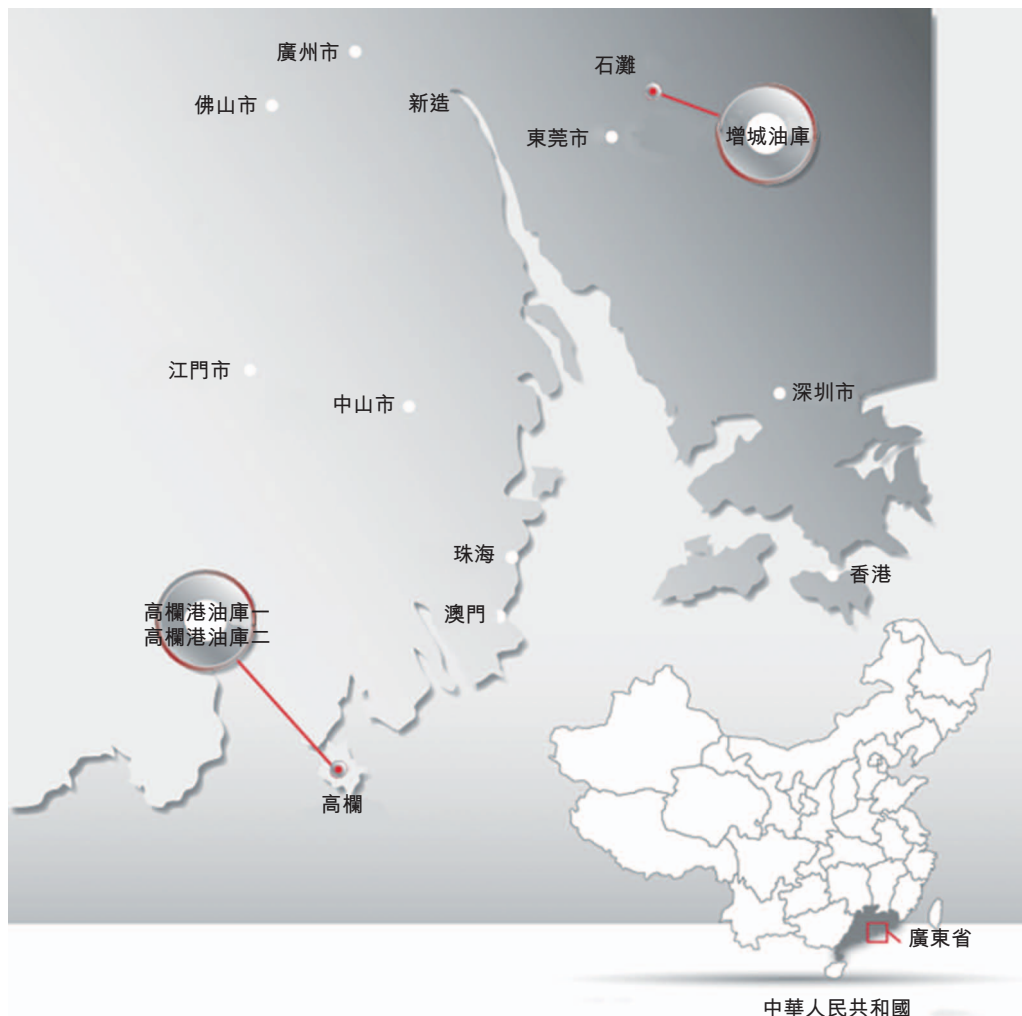 廣州市
石灘
佛山市
新造
東莞市
增城油庫
江門市
中山市
深圳市
珠海
香港
澳門
高欄港油庫一
高欄港油庫二
高欄
廣東省
中華人民共和國